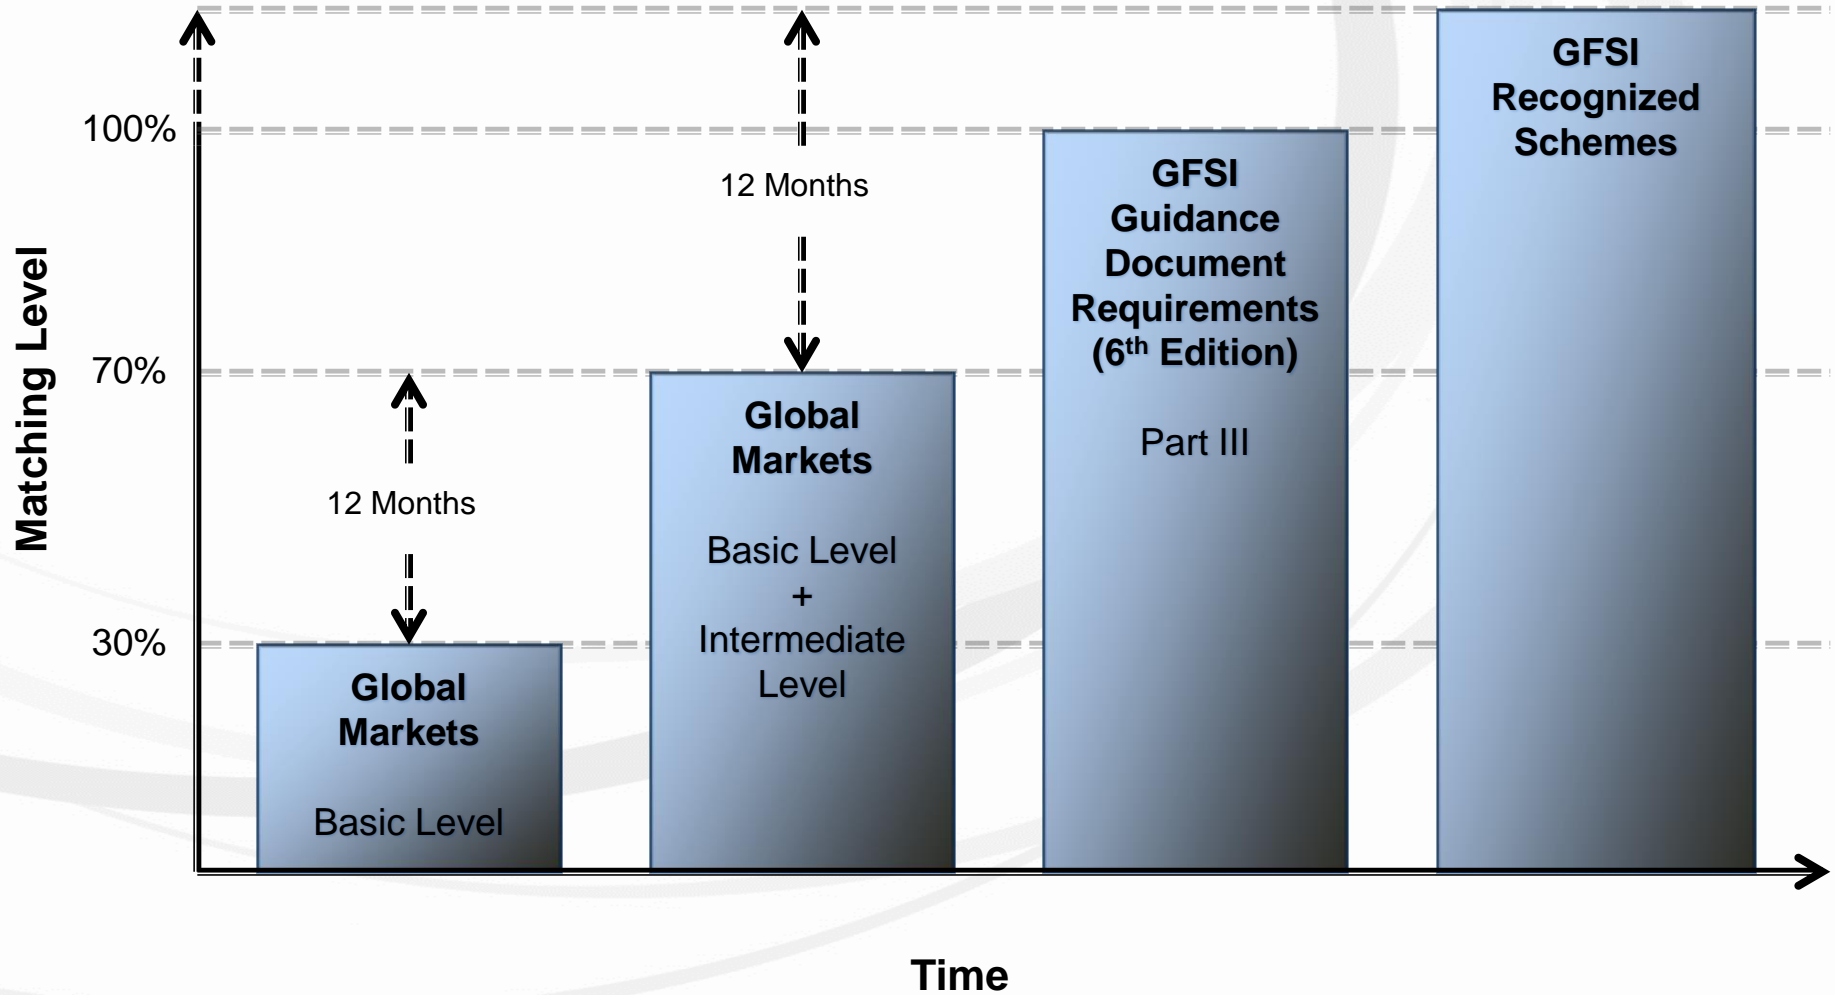 Matching Level
100%
70%
30%
12 Months
12 Months
Global
Markets
Basic Level
Global
Markets
Basic Level
+
Intermediate
Level
GFSI
Guidance
Document
Requirements
(6th Edition)
Part III
GFSI
Recognized
Schemes
Time